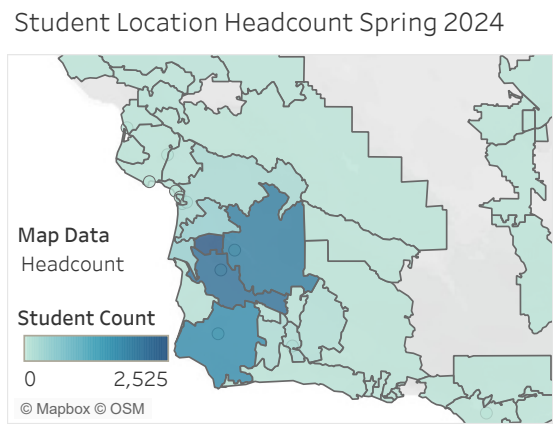 Student Location Headcount Spring 2024
Map Data
Headcount
Student Count
0 2,525
© Mapbox © OSM